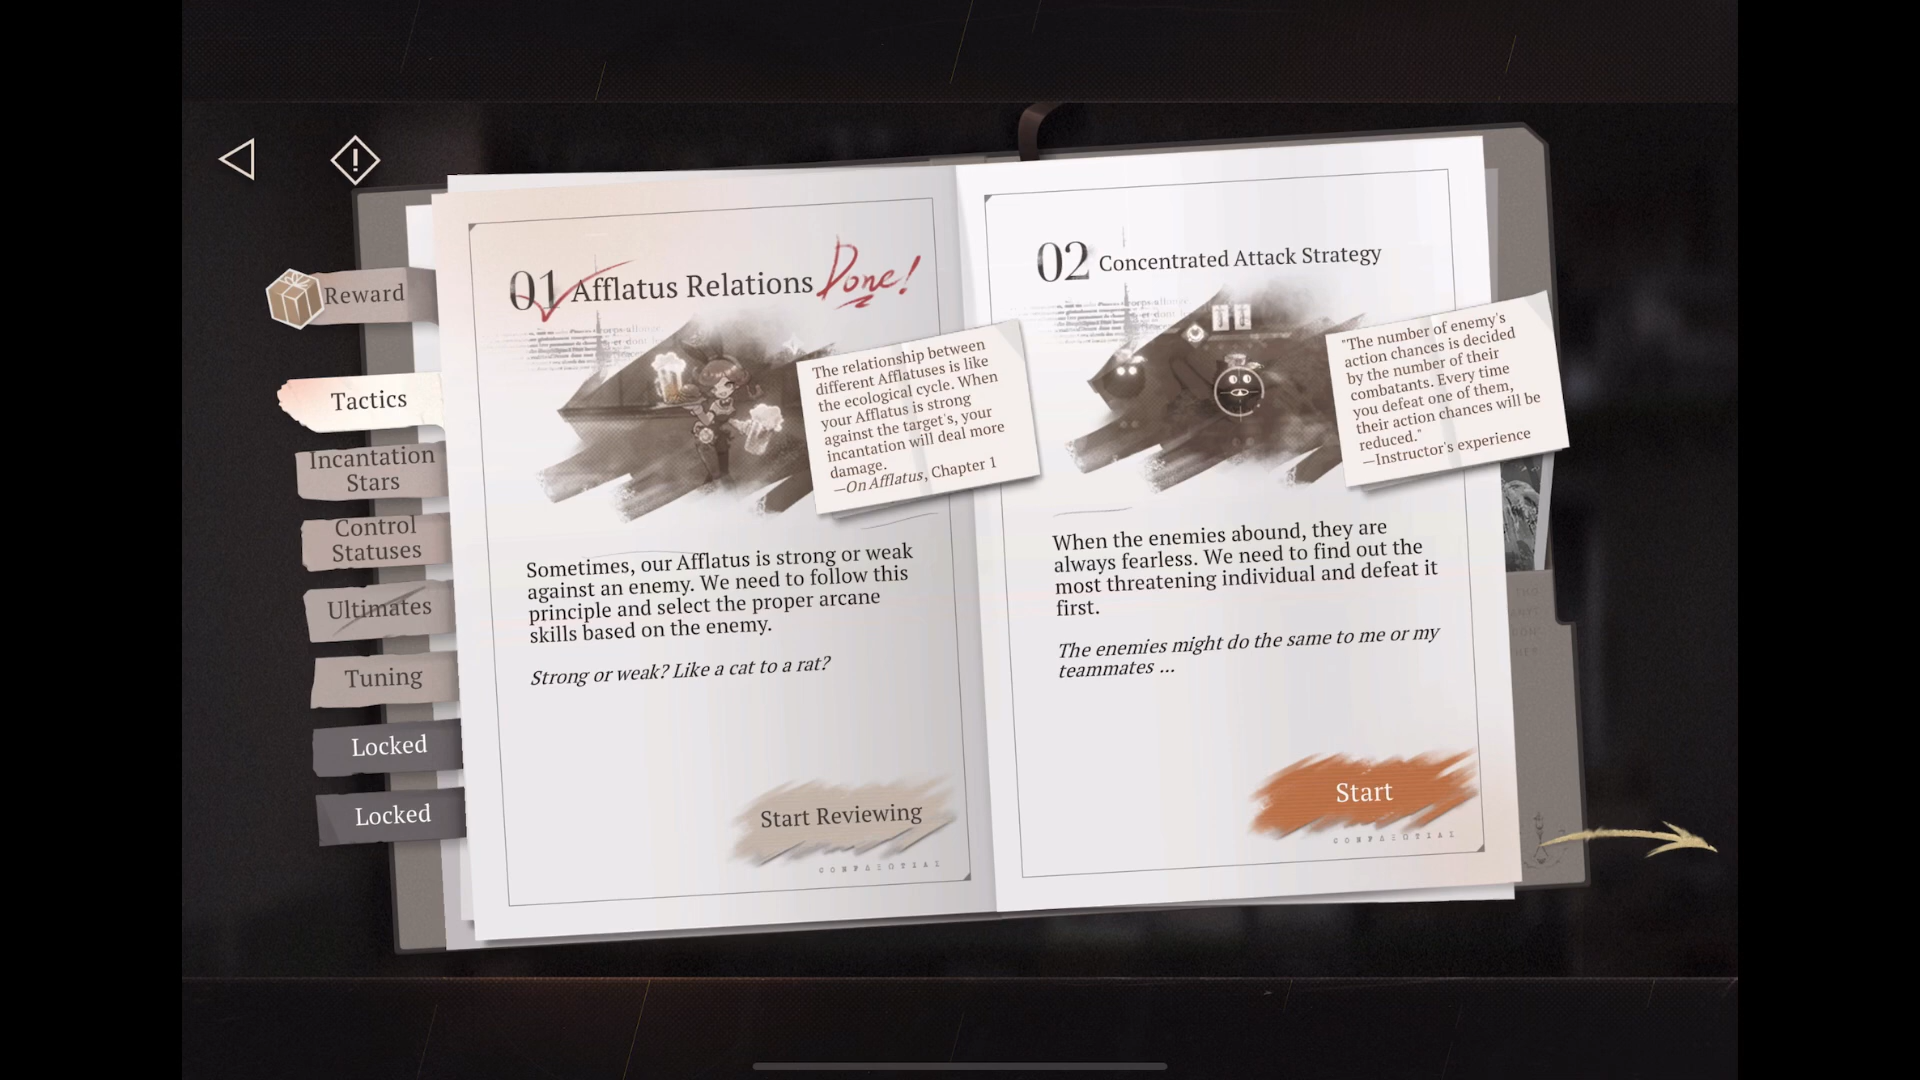 Reward
Tactics
Incantation
Stars
Control
Statuses
Ultimates
Tuning
Locked
Locked
01 Afflatus Relations Done!
The relationship between
different Afflatuses is like
the ecological cycle. When
your Afflatus is strong
against the target's, your
incantation will deal more
damage.
—On Afflatus, Chapter 1
Sometimes, our Afflatus is strong or weak
against an enemy. We need to follow this
principle and select the proper arcane
skills based on the enemy.
Strong or weak? Like a cat to a rat?
Start Reviewing
02 Concentrated Attack Strategy
"The number of enemy's
action chances is decided
by the number of their
combatants. Every time
you defeat one of them,
their action chances will be
reduced."
—Instructor's experience
When the enemies abound, they are
always fearless. We need to find out the
most threatening individual and defeat it
first.
The enemies might do the same to me or my
teammates ...
Start